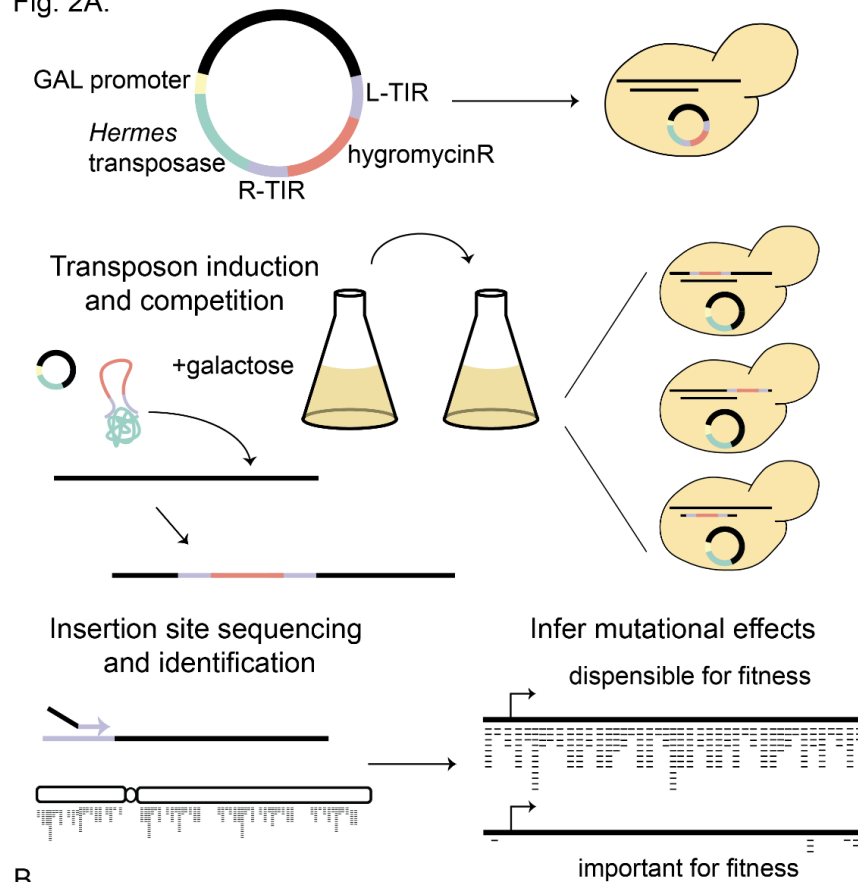 Fig. 2A.
GAL promoter
L-TIR
Hermes
transposase
hygromycinR
R-TIR
Transposon induction
and competition
+galactose
Insertion site sequencing
and identification
Infer mutational effects
dispensible for fitness
important for fitness
B